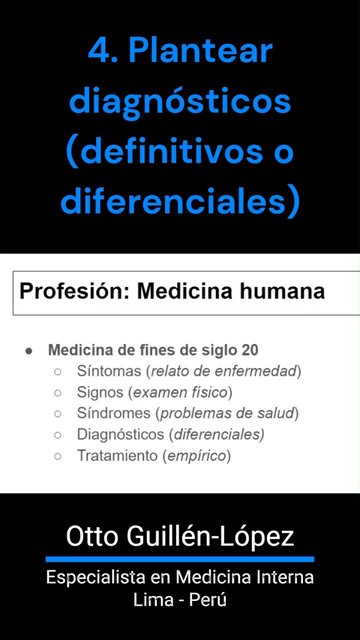 4. Plantear
diagnósticos
(definitivos o
diferenciales)
Profesión: Medicina humana
● Medicina de fines de siglo 20
○ Síntomas (relato de enfermedad)
○ Signos (examen físico)
○ Síndromes (problemas de salud)
○ Diagnósticos (diferenciales)
○ Tratamiento (empírico)
Otto Guillén-López
Especialista en Medicina Interna
Lima - Perú